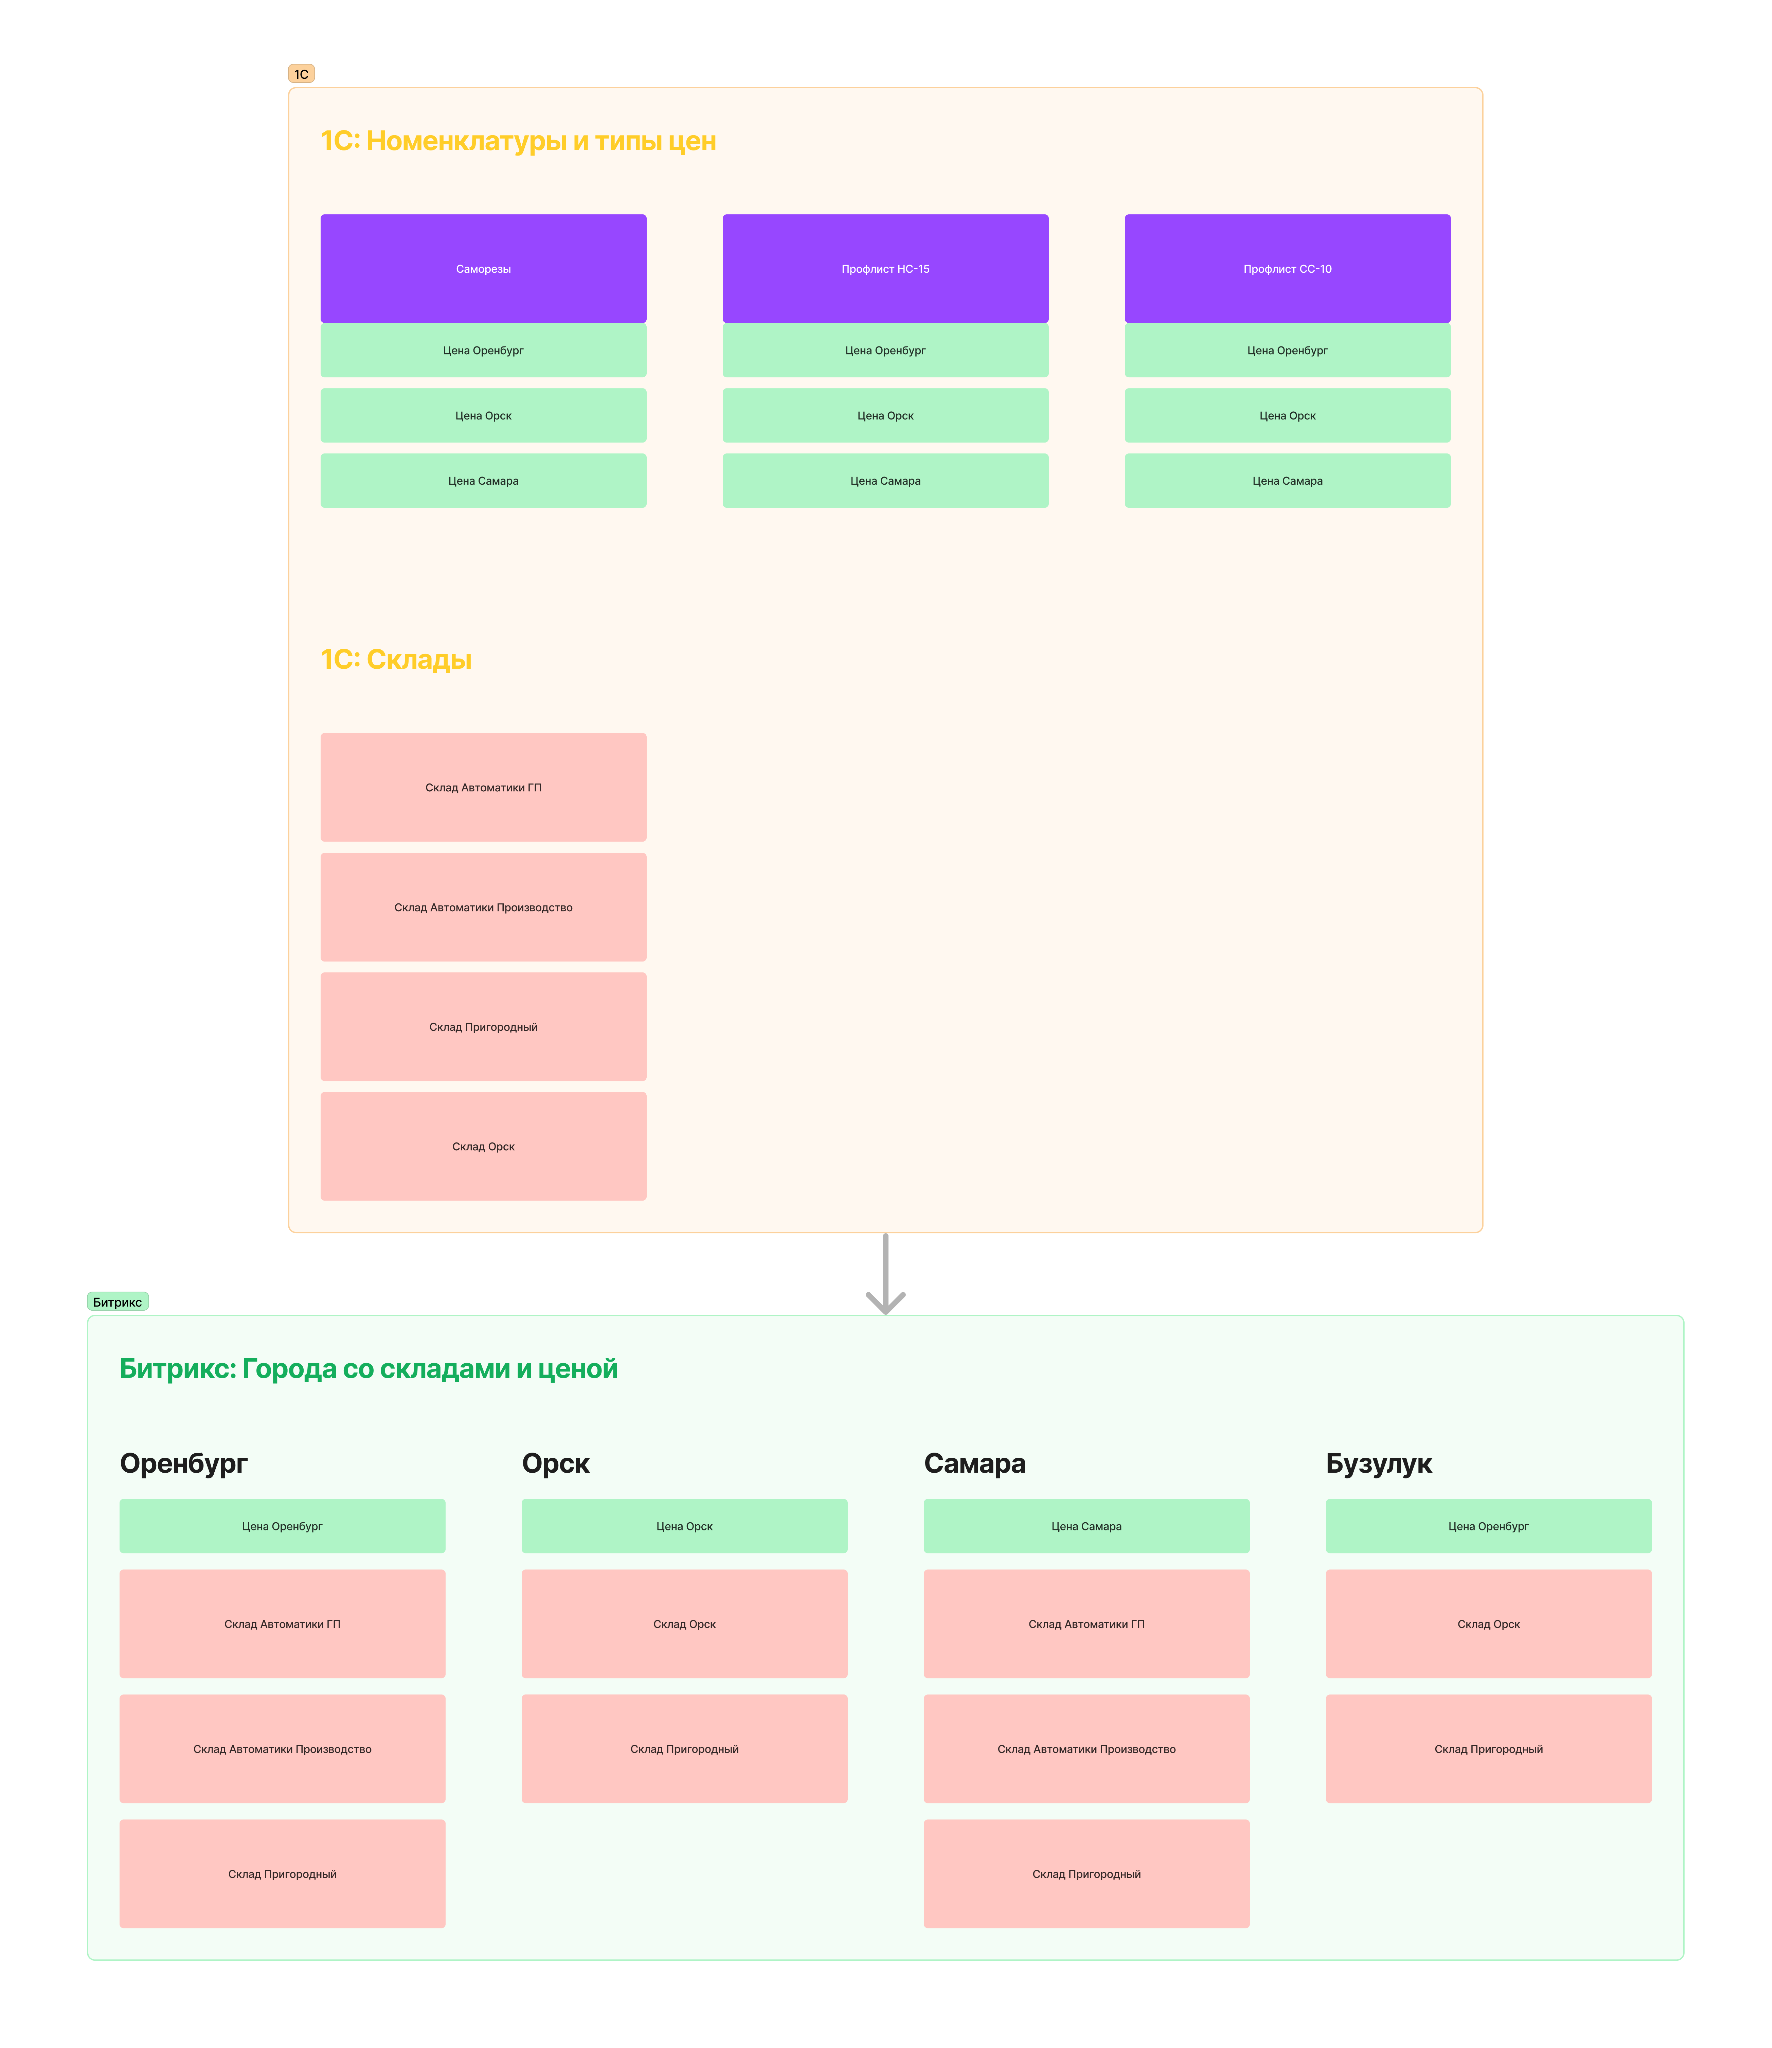 1С
1С: Номенклатуры и типы цен
Саморезы
Профлист НС-15
Профлист СС-10
Цена Оренбург
Цена Оренбург
Цена Оренбург
Цена Орск
Цена Орск
Цена Орск
Цена Самара
Цена Самара
Цена Самара
1С: Склады
Склад Автоматики ГП
Склад Автоматики Производство
Склад Пригородный
Склад Орск
Битрикс
Битрикс: Города со складами и ценой
Оренбург
Цена Оренбург
Склад Автоматики ГП
Склад Автоматики Производство
Склад Пригородный
Орск
Цена Орск
Склад Орск
Склад Пригородный
Самара
Цена Самара
Склад Автоматики ГП
Склад Автоматики Производство
Склад Пригородный
Бузулук
Цена Оренбург
Склад Орск
Склад Пригородный